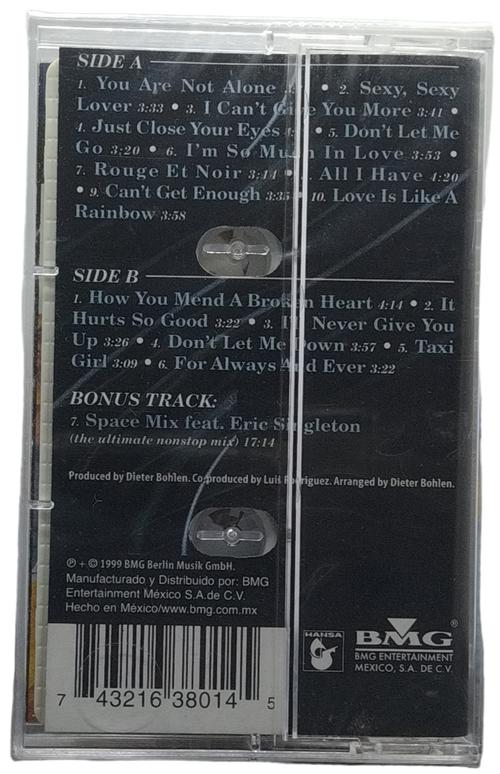 SIDE A
1. You Are Not Alone • 2. Sexy, Sexy
Lover 3:33 • 3. I Can't Give You More 3:41 •
4. Just Close Your Eyes • 5. Don't Let Me
Go 3:20 • 6. I'm So Much In Love 3:53 •
7. Rouge Et Noir 3:14 • All I Have 4:20
• 9. Can't Get Enough 3:35 • 10. Love Is Like A
Rainbow 3:58
SIDE B
1. How You Mend A Broken Heart 4:14 • 2. It
Hurts So Good 3:22 • 3. I'll Never Give You
Up 3:26 • 4. Don't Let Me Down 3:57 • 5. Taxi
Girl 3:09 • 6. For Always And Ever 3:22
BONUS TRACK:
7. Space Mix feat. Eric Singleton
(the ultimate nonstop mix) 17:14
Produced by Dieter Bohlen. Co-produced by Luis Rodriguez. Arranged by Dieter Bohlen.
℗ + © 1999 BMG Berlin Musik GmbH.
Manufacturado y Distribuido por: BMG
Entertainment México S.A. de C.V.
Hecho en México/www.bmg.com.mx
HANSA
BMG®
BMG ENTERTAINMENT
MEXICO, S.A. DE C.V.
7 43216 38014 5